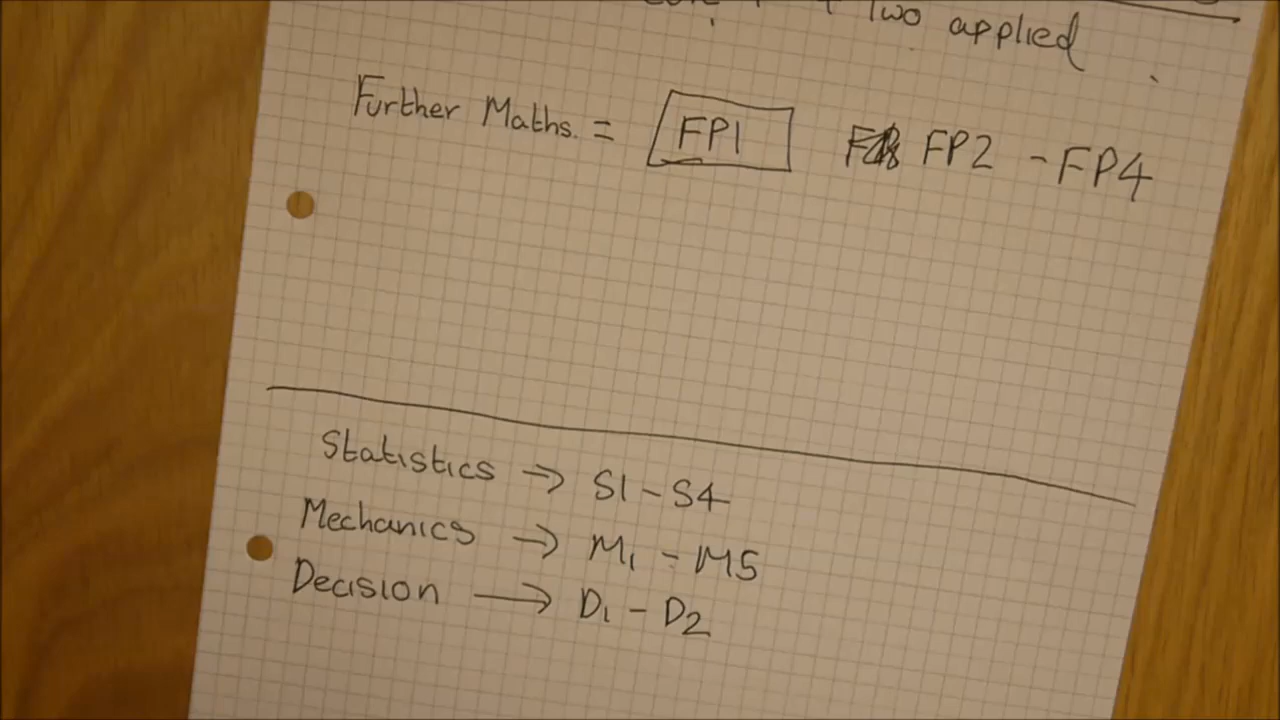 Two applied
Further Maths. = FP1 FP2 - FP4
Statistics → S1 - S4
Mechanics → M1 - M5
Decision → D1 - D2